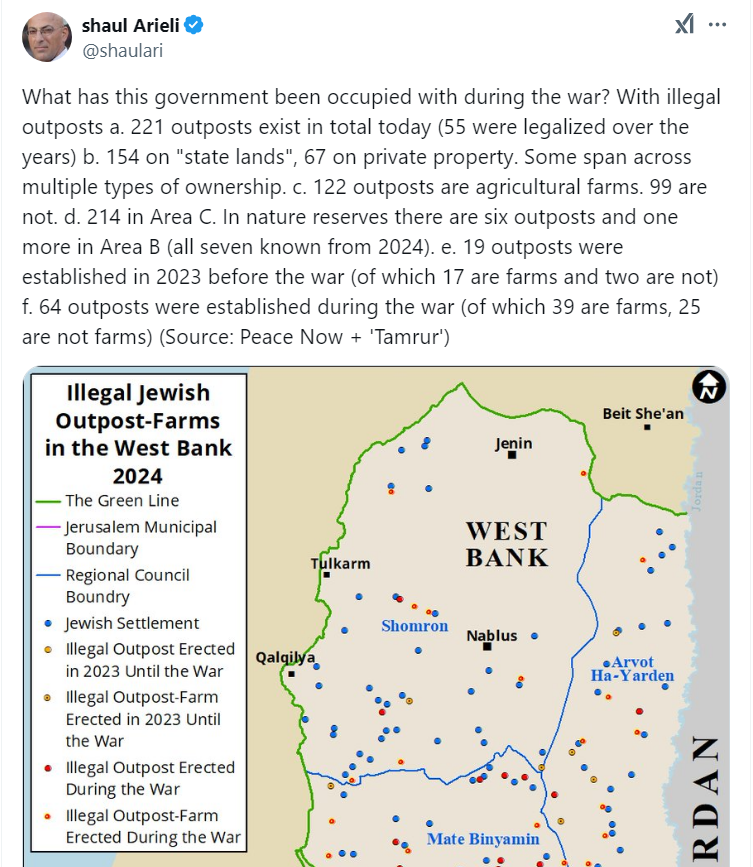 shaul Arieli
@shaulari
What has this government been occupied with during the war? With illegal
outposts a. 221 outposts exist in total today (55 were legalized over the
years) b. 154 on "state lands", 67 on private property. Some span across
multiple types of ownership. c. 122 outposts are agricultural farms. 99 are
not. d. 214 in Area C. In nature reserves there are six outposts and one
more in Area B (all seven known from 2024). e. 19 outposts were
established in 2023 before the war (of which 17 are farms and two are not)
f. 64 outposts were established during the war (of which 39 are farms, 25
are not farms) (Source: Peace Now + 'Tamrur')
Illegal Jewish
Outpost-Farms
in the West Bank
2024
The Green Line
Jerusalem Municipal
Boundary
Regional Council
Boundry
Jewish Settlement
Illegal Outpost Erected
in 2023 Until the War
Illegal Outpost-Farm
Erected in 2023 Until
the War
Illegal Outpost Erected
During the War
Illegal Outpost-Farm
Erected During the War
N
Beit She'an
Jenin
Jordan
WEST
BANK
Tulkarm
Shomron
Nablus
Qalqilya
Arvot
Ha-Yarden
RDAN
Mate Binyamin